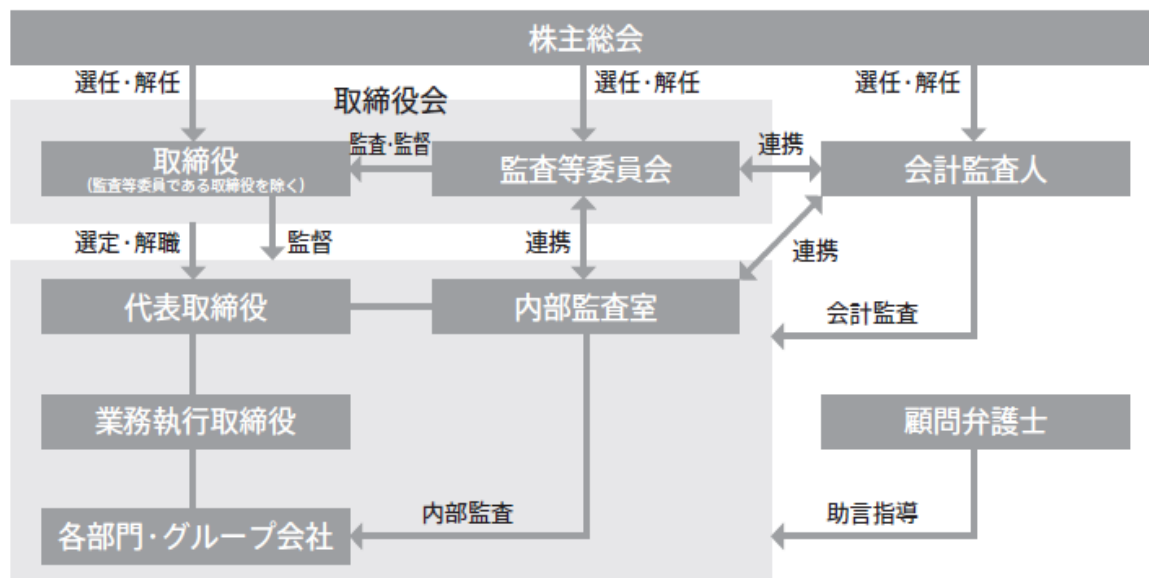 株主総会
選任・解任
選任・解任
選任・解任
取締役会
取締役
（監査等委員である取締役を除く）
監査・監督
監査等委員会
連携
会計監査人
選定・解職
監督
連携
連携
代表取締役
内部監査室
会計監査
業務執行取締役
顧問弁護士
各部門・グループ会社
内部監査
助言指導